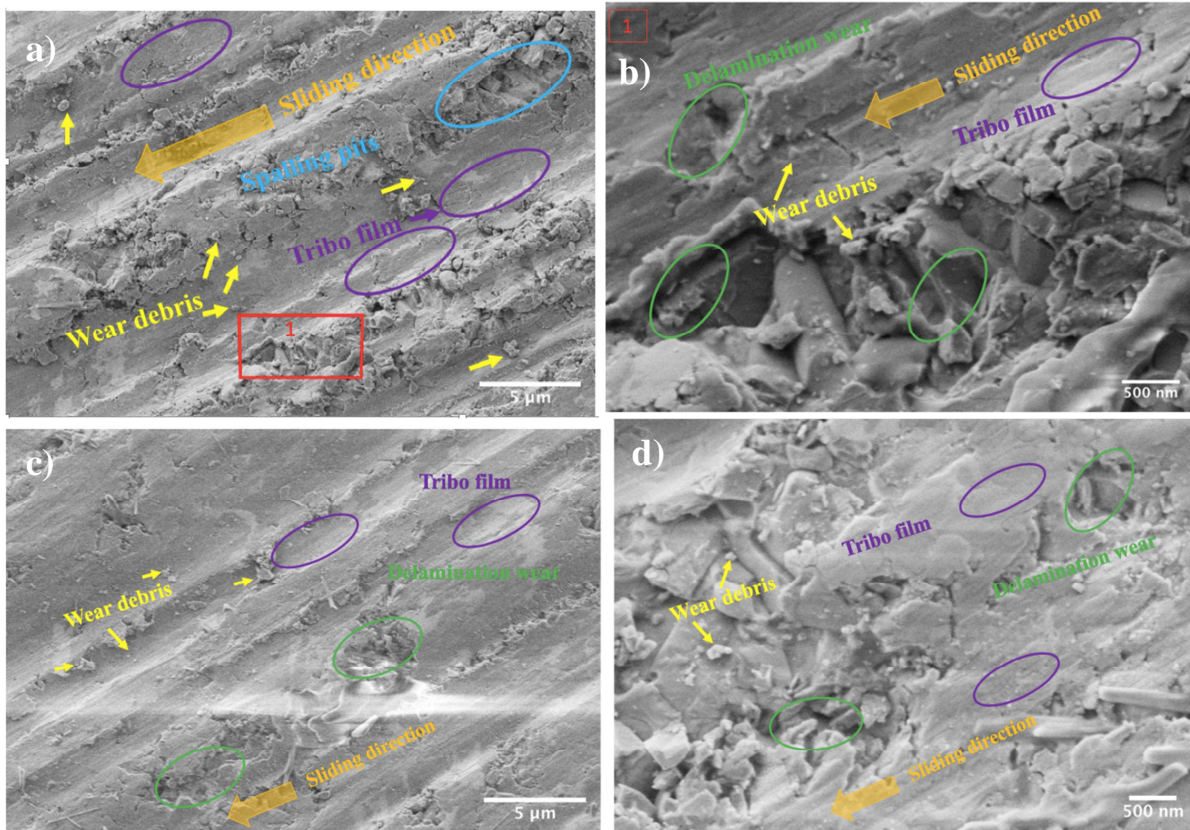 a)
Sliding direction
Spatling pits
Tribo film
Wear debris
1
5 μm
1
b)
Delamination wear
Sliding direction
Tribo film
Wear debris
500 nm
c)
Tribo film
Delamination wear
Wear debris
Sliding direction
5 μm
d)
Tribo film
Delamination wear
Wear debris
Sliding direction
500 nm